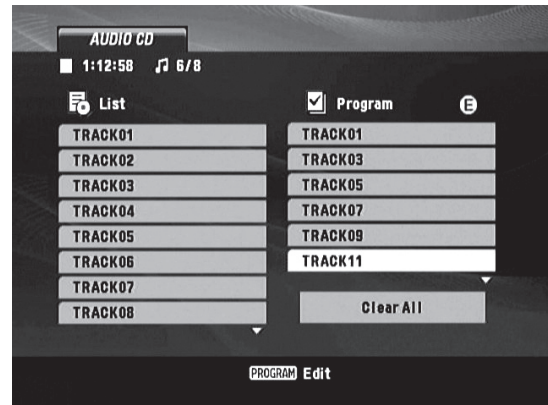 AUDIO CD
1:12:58 6/8
List
TRACK01
TRACK02
TRACK03
TRACK04
TRACK05
TRACK06
TRACK07
TRACK08
Program E
TRACK01
TRACK03
TRACK05
TRACK07
TRACK09
TRACK11
Clear All
PROGRAM Edit